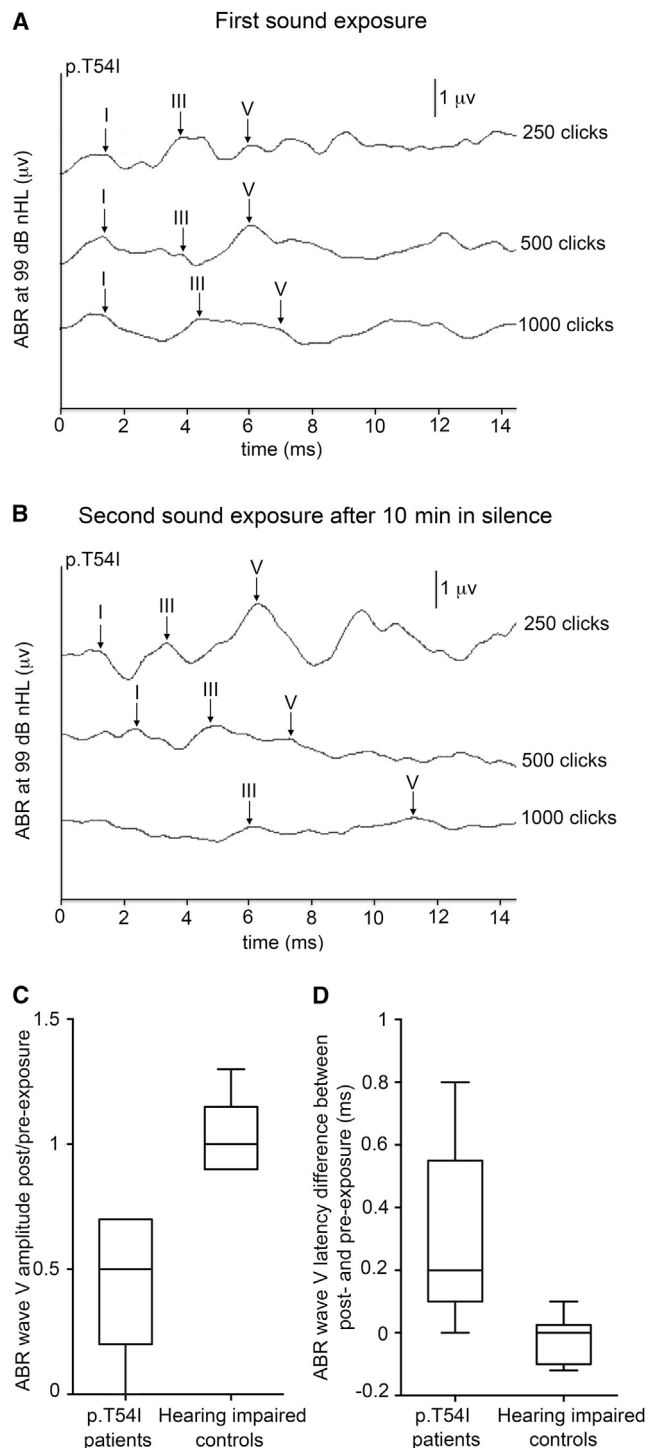 A
First sound exposure
p.T54I
1 μv
I
III
V
250 clicks
V
I
III
500 clicks
I
III
V
1000 clicks
ABR at 99 dB nHL (μv)
0 2 4 6 8 10 12 14
time (ms)
B
Second sound exposure after 10 min in silence
p.T54I
1 μv
I
III
V
250 clicks
I
III
V
500 clicks
III
V
1000 clicks
ABR at 99 dB nHL (μv)
0 2 4 6 8 10 12 14
time (ms)
C
ABR wave V amplitude post/pre-exposure
1.5
1
0.5
0
p.T54I
patients
Hearing impaired
controls
D
ABR wave V latency difference between
post- and pre-exposure (ms)
1
0.8
0.6
0.4
0.2
0
-0.2
p.T54I
patients
Hearing impaired
controls